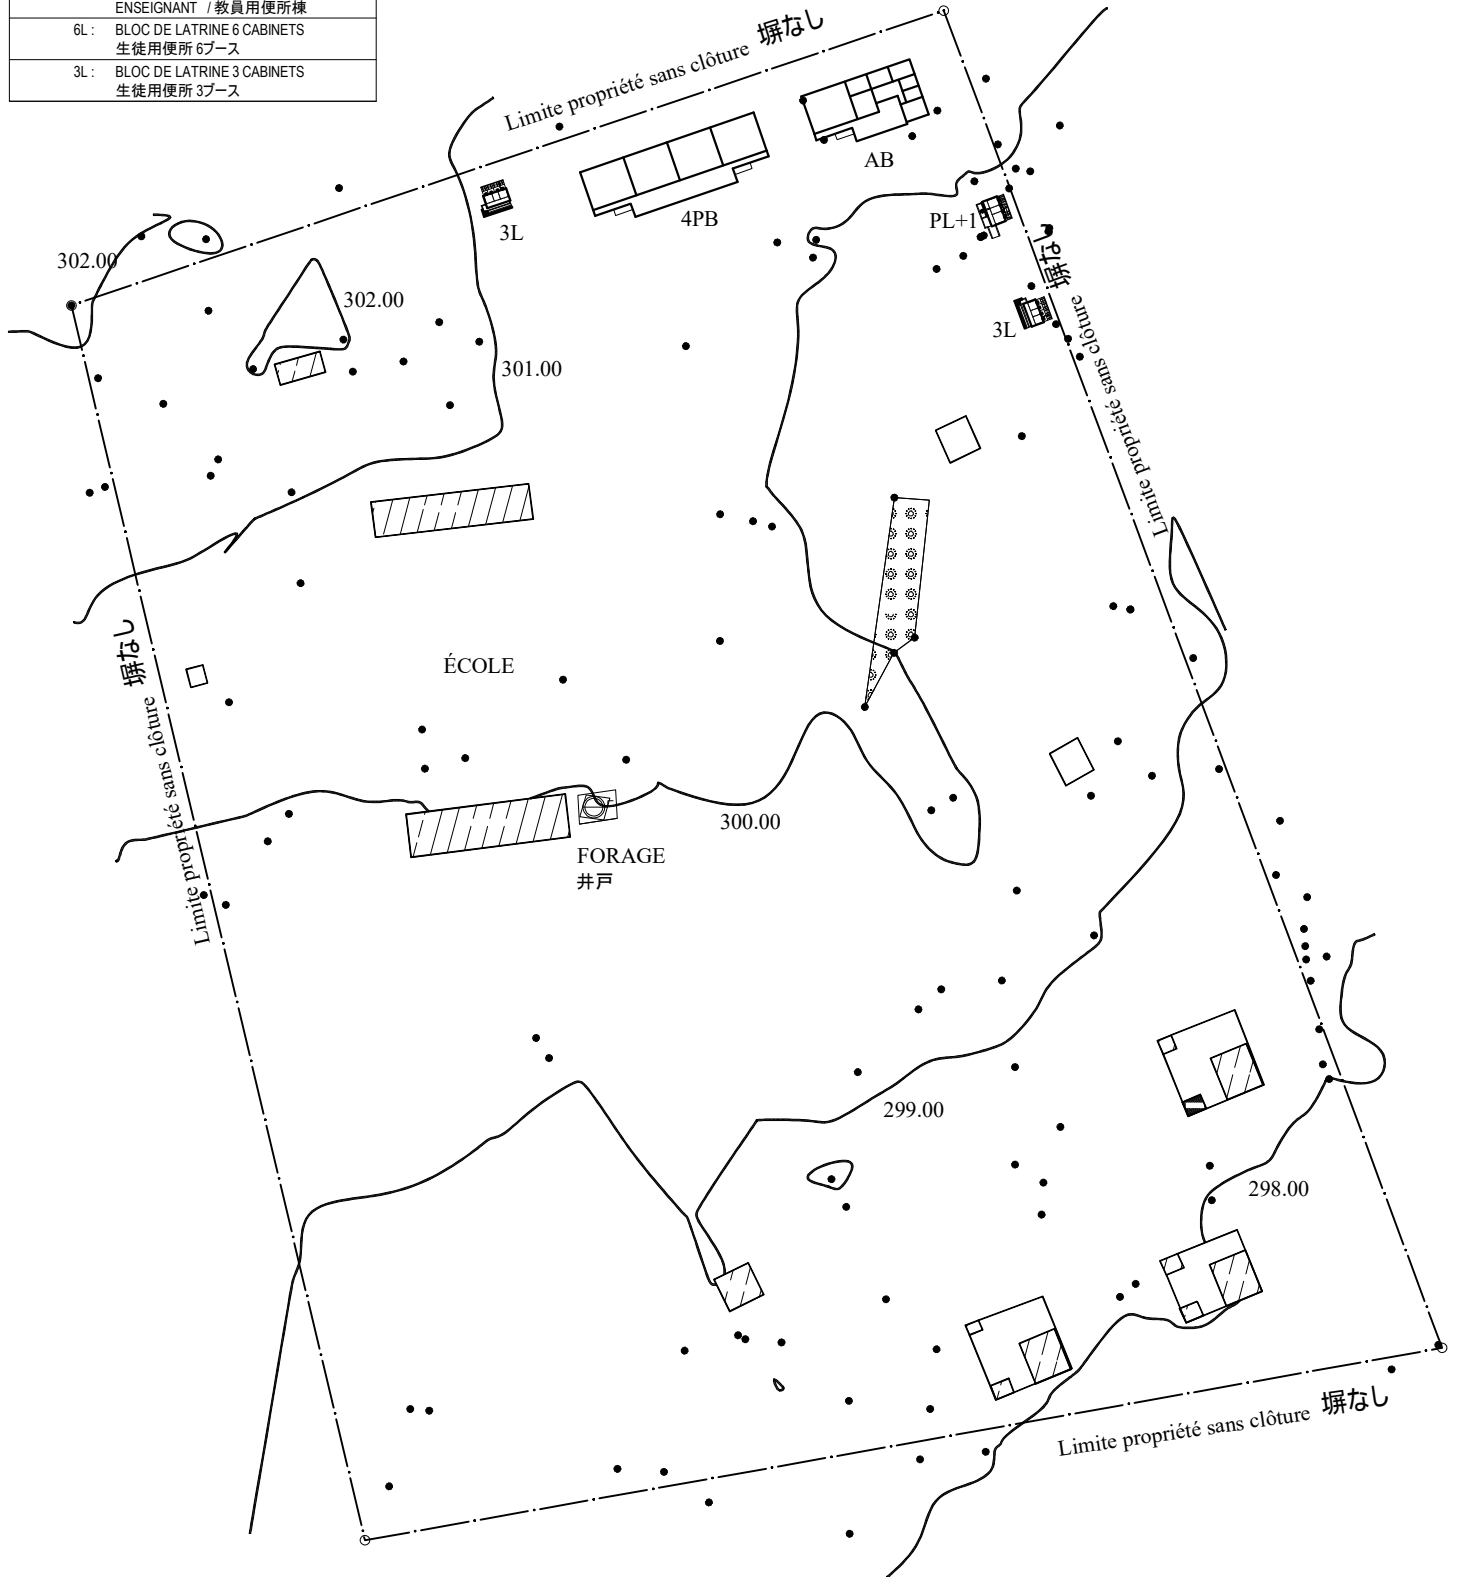 ENSEIGNANT / 教員用便所棟
6L : BLOC DE LATRINE 6 CABINETS
生徒用便所 6ブース
3L : BLOC DE LATRINE 3 CABINETS
生徒用便所 3ブース
Limite propriété sans clôture 塀なし
AB
4PB
3L
PL+1
302.00
302.00
3L
301.00
Limite propriété sans clôture 塀なし
ÉCOLE
Limite propriété sans clôture 塀なし
300.00
FORAGE
井戸
299.00
298.00
Limite propriété sans clôture 塀なし